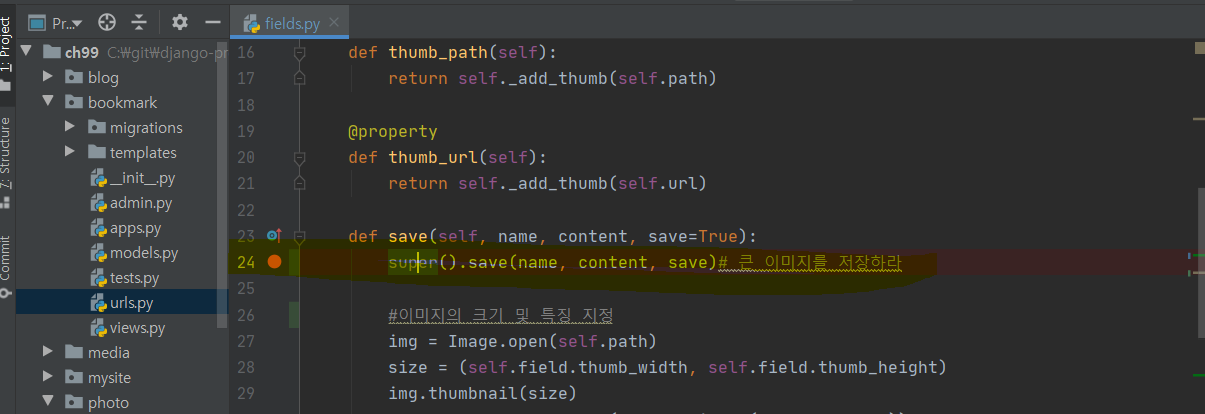 Pr...
fields.py
1: Project
7: Structure
Commit
ch99 C:\git\django-pr
blog
bookmark
migrations
templates
__init__.py
admin.py
apps.py
models.py
tests.py
urls.py
views.py
media
mysite
photo
16 def thumb_path(self):
17 return self._add_thumb(self.path)
18
19 @property
20 def thumb_url(self):
21 return self._add_thumb(self.url)
22
23 def save(self, name, content, save=True):
24 super().save(name, content, save)# 큰 이미지를 저장하라
25
26 #이미지의 크기 및 특징 지정
27 img = Image.open(self.path)
28 size = (self.field.thumb_width, self.field.thumb_height)
29 img.thumbnail(size)